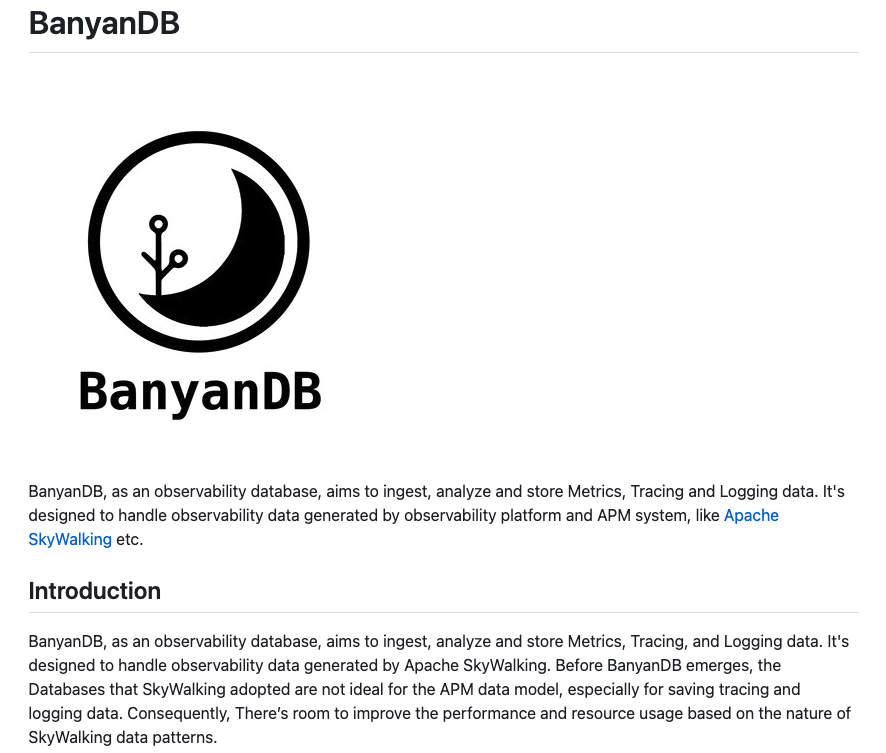 BanyanDB
BanyanDB
BanyanDB, as an observability database, aims to ingest, analyze and store Metrics, Tracing and Logging data. It's
designed to handle observability data generated by observability platform and APM system, like Apache
SkyWalking etc.
Introduction
BanyanDB, as an observability database, aims to ingest, analyze and store Metrics, Tracing, and Logging data. It's
designed to handle observability data generated by Apache SkyWalking. Before BanyanDB emerges, the
Databases that SkyWalking adopted are not ideal for the APM data model, especially for saving tracing and
logging data. Consequently, There’s room to improve the performance and resource usage based on the nature of
SkyWalking data patterns.